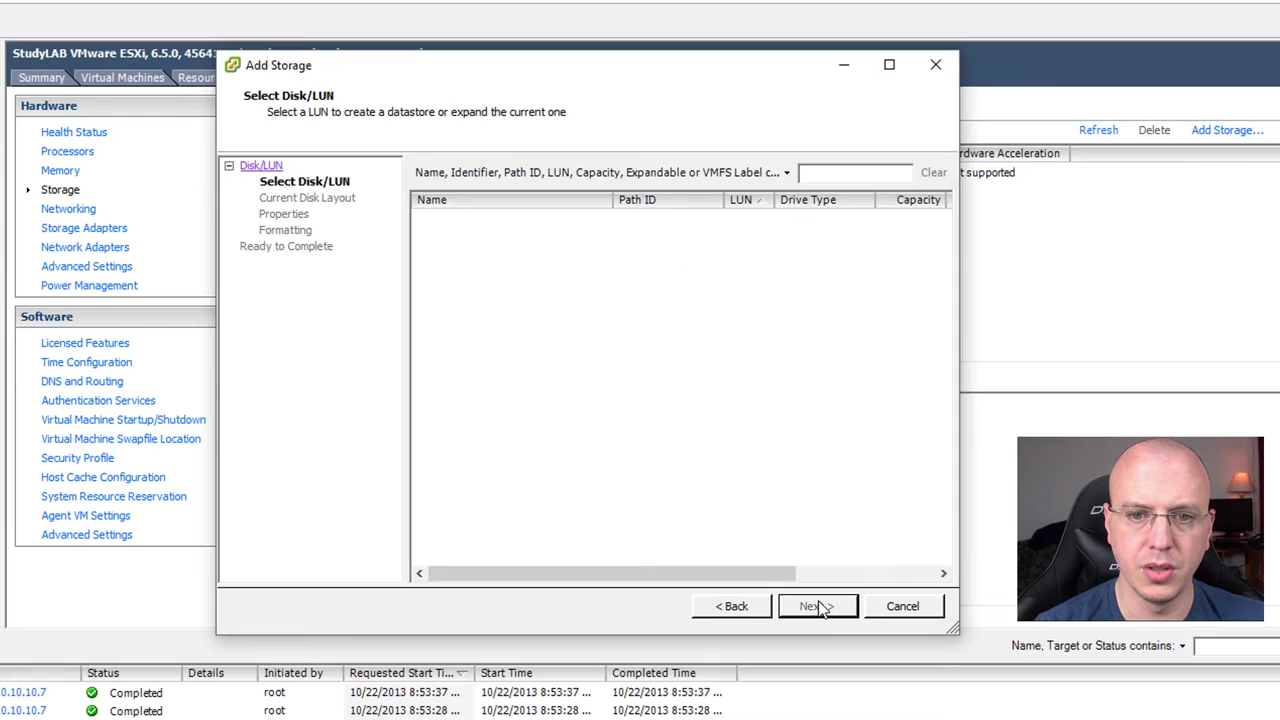 StudyLAB VMware ESXi, 6.5.0, 45641
Summary
Virtual Machines
Resour
Hardware
Health Status
Processors
Memory
Storage
Networking
Storage Adapters
Network Adapters
Advanced Settings
Power Management
Software
Licensed Features
Time Configuration
DNS and Routing
Authentication Services
Virtual Machine Startup/Shutdown
Virtual Machine Swapfile Location
Security Profile
Host Cache Configuration
System Resource Reservation
Agent VM Settings
Advanced Settings
Add Storage
Select Disk/LUN
Select a LUN to create a datastore or expand the current one
Disk/LUN
Select Disk/LUN
Current Disk Layout
Properties
Formatting
Ready to Complete
Name, Identifier, Path ID, LUN, Capacity, Expandable or VMFS Label c...
Clear
Name Path ID LUN Drive Type Capacity
< Back
Cancel
Refresh Delete Add Storage...
rdware Acceleration
t supported
Name, Target or Status contains:
Status Details Initiated by Requested Start Ti... Start Time Completed Time
0.10.10.7 Completed root 10/22/2013 8:53:37 ... 10/22/2013 8:53:37 ... 10/22/2013 8:53:37 ...
0.10.10.7 Completed root 10/22/2013 8:53:28 ... 10/22/2013 8:53:28 ... 10/22/2013 8:53:28 ...